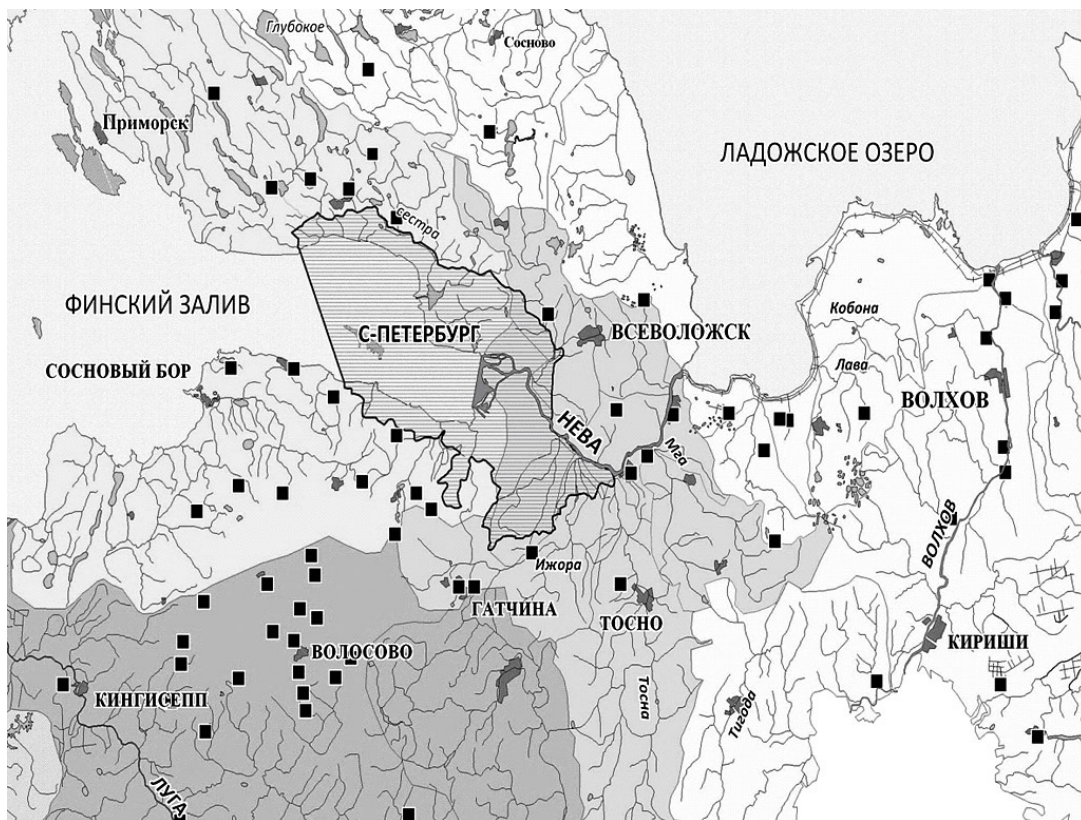 Глубокое
Сосново
Приморск
ЛАДОЖСКОЕ ОЗЕРО
сестра
ФИНСКИЙ ЗАЛИВ
Кобона
С-ПЕТЕРБУРГ
ВСЕВОЛОЖСК
СОСНОВЫЙ БОР
Лава
ВОЛХОВ
НЕВА
Мга
ВОЛХОВ
Ижора
ГАТЧИНА
ТОСНО
КИРИШИ
ВОЛОСОВО
КИНГИСЕПП
Тосна
Тигода
ЛУГА